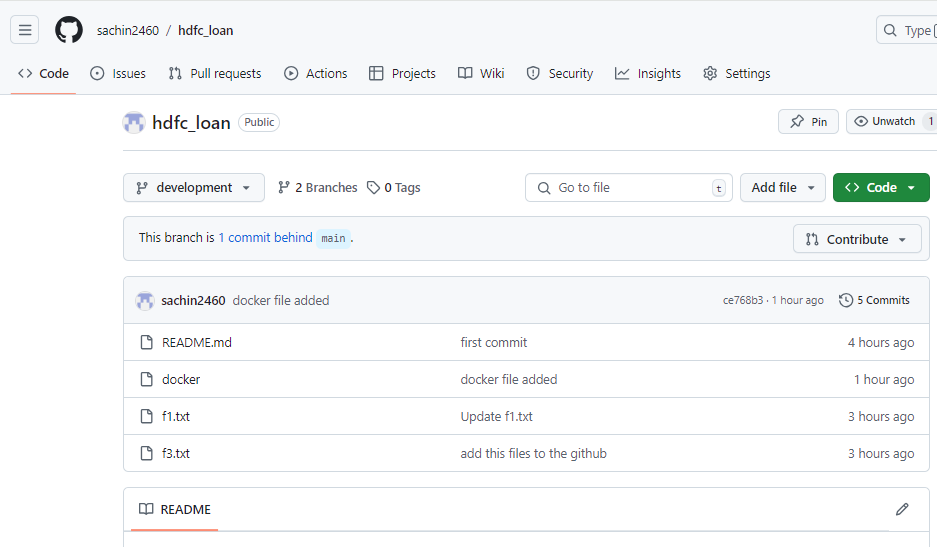 sachin2460 / hdfc_loan Type
Code Issues Pull requests Actions Projects Wiki Security Insights Settings
hdfc_loan Public Pin Unwatch 1
development 2 Branches 0 Tags Go to file t Add file Code
This branch is 1 commit behind main .
Contribute
sachin2460 docker file added ce768b3 · 1 hour ago 5 Commits
README.md first commit 4 hours ago
docker docker file added 1 hour ago
f1.txt Update f1.txt 3 hours ago
f3.txt add this files to the github 3 hours ago
README